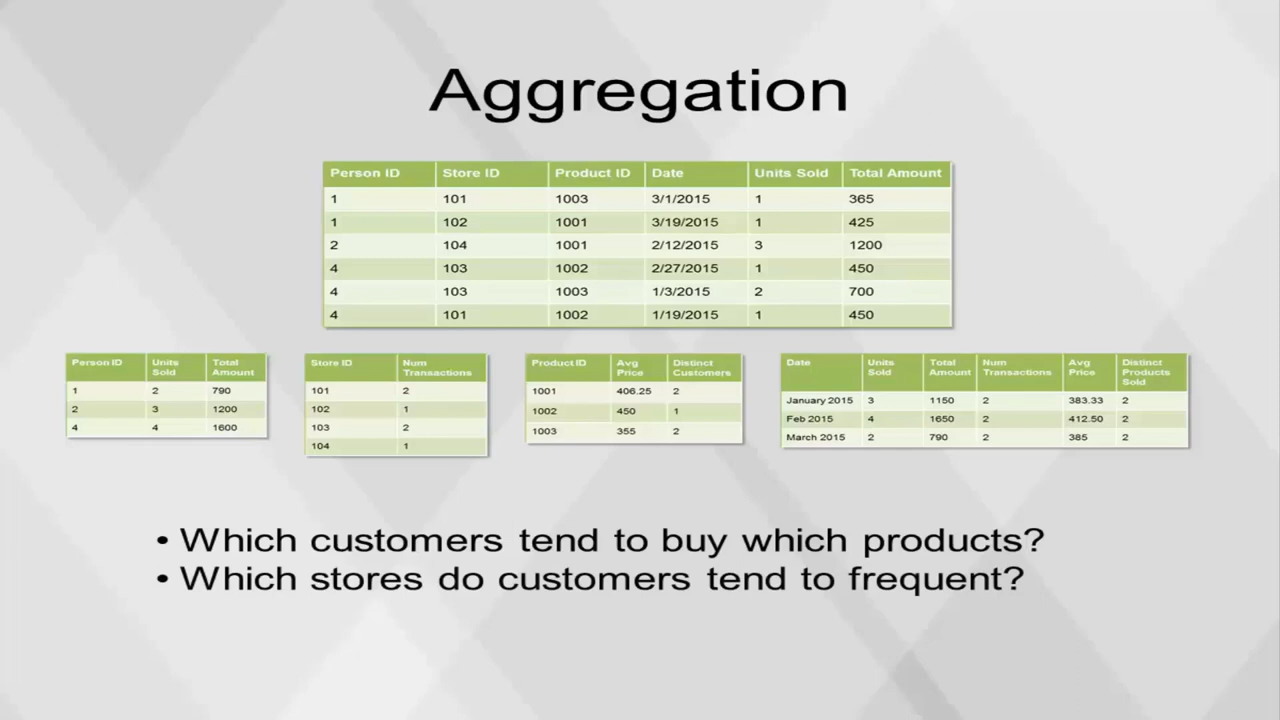 Aggregation
Person ID Store ID Product ID Date Units Sold Total Amount
1 101 1003 3/1/2015 1 365
1 102 1001 3/19/2015 1 425
2 104 1001 2/12/2015 3 1200
4 103 1002 2/27/2015 1 450
4 103 1003 1/3/2015 2 700
4 101 1002 1/19/2015 1 450
Person ID Units Sold Total Amount
1 2 790
2 3 1200
4 4 1600
Store ID Num Transactions
101 2
102 1
103 2
104 1
Product ID Avg Price Distinct Customers
1001 406.25 2
1002 450 1
1003 355 2
Date Units Sold Total Amount Num Transactions Avg Price Distinct Products Sold
January 2015 3 1150 2 383.33 2
Feb 2015 4 1650 2 412.50 2
March 2015 2 790 2 385 2
• Which customers tend to buy which products?
• Which stores do customers tend to frequent?